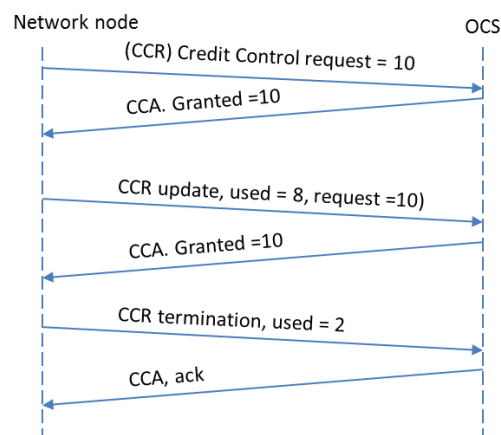 Network node
OCS
(CCR) Credit Control request = 10
CCA. Granted =10
CCR update, used = 8, request =10)
CCA. Granted =10
CCR termination, used = 2
CCA, ack